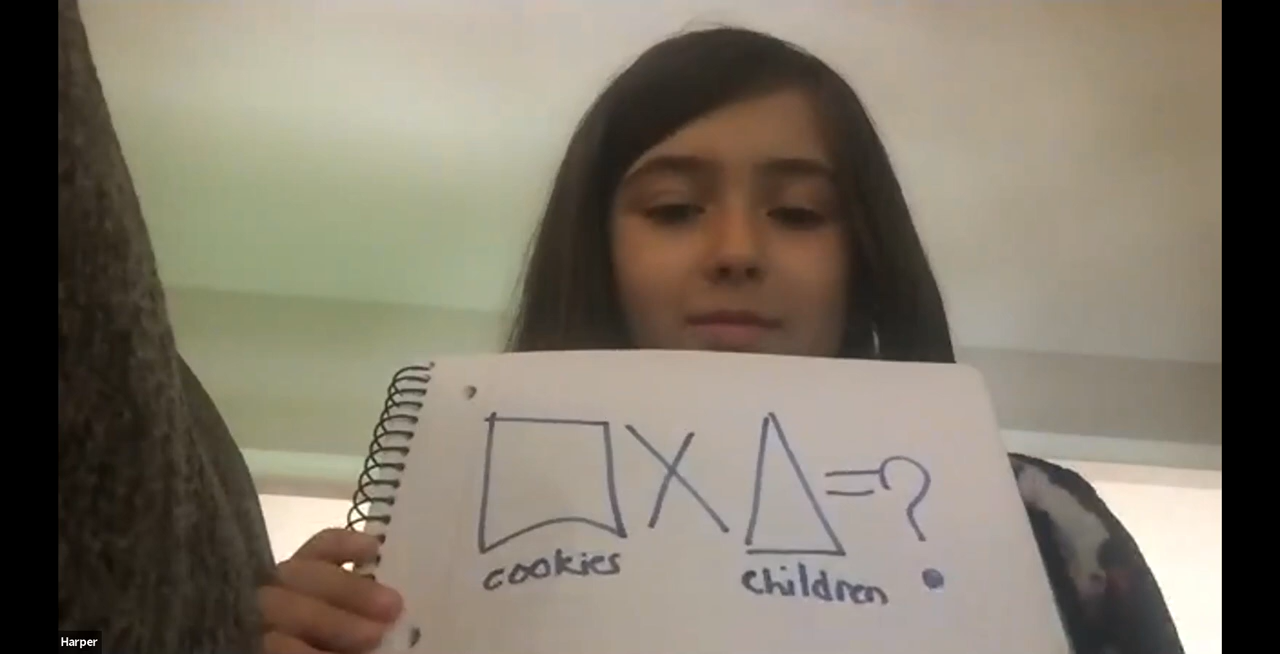 □ X △ = ?
cookies children
Harper